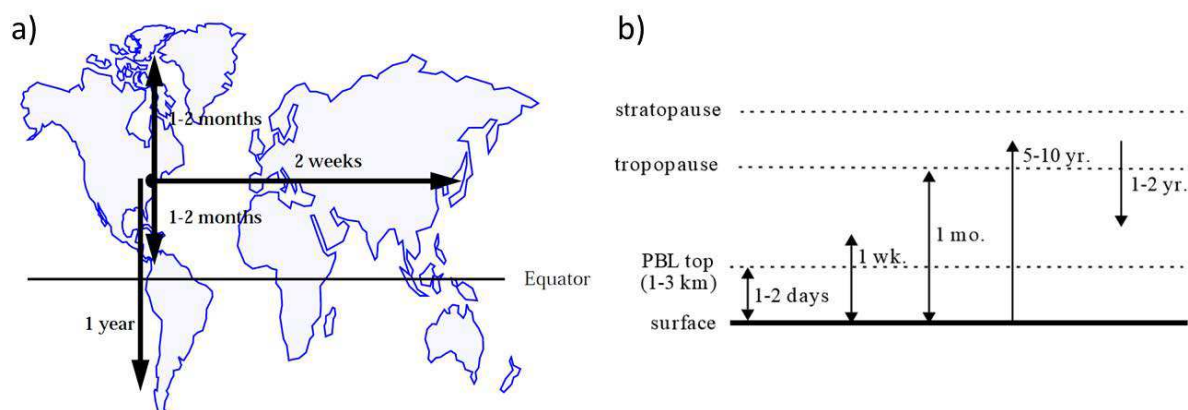 a)
1-2 months
2 weeks
1-2 months
Equator
1 year
b)
stratopause
tropopause
5-10 yr.
1-2 yr.
1 mo.
1 wk.
PBL top
(1-3 km)
1-2 days
surface